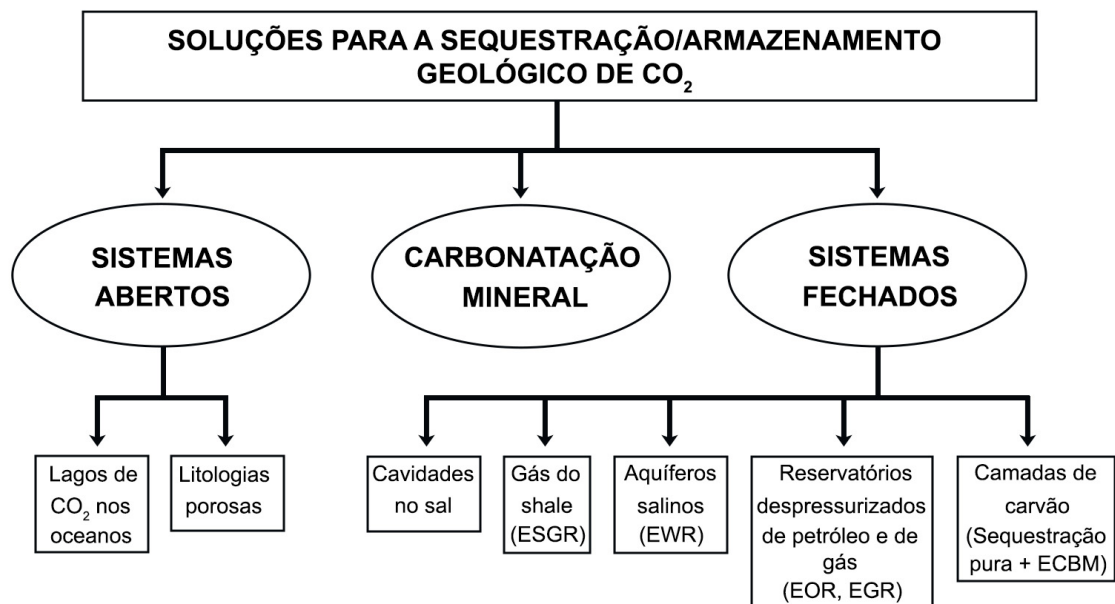 SOLUÇÕES PARA A SEQUESTRAÇÃO/ARMAZENAMENTO
GEOLÓGICO DE CO₂
SISTEMAS
ABERTOS
CARBONATAÇÃO
MINERAL
SISTEMAS
FECHADOS
Lagos de
CO₂ nos
oceanos
Litologias
porosas
Cavidades
no sal
Gás do
shale
(ESGR)
Aquíferos
salinos
(EWR)
Reservatórios
despressurizados
de petróleo e de
gás
(EOR, EGR)
Camadas de
carvão
(Sequestração
pura + ECBM)